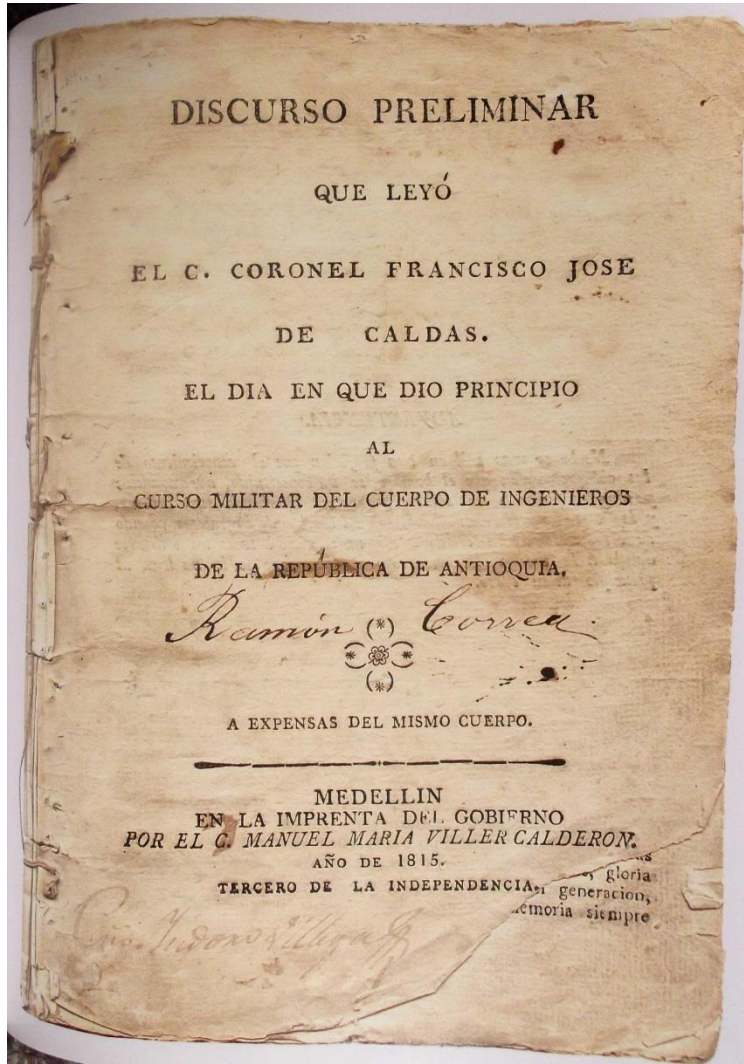 DISCURSO PRELIMINAR
QUE LEYÓ
EL C. CORONEL FRANCISCO JOSE
DE CALDAS.
EL DIA EN QUE DIO PRINCIPIO
AL
CURSO MILITAR DEL CUERPO DE INGENIEROS
DE LA REPÚBLICA DE ANTIOQUIA.
Ramón (*) Correa.
(*) (*)
(*)
A EXPENSAS DEL MISMO CUERPO.
MEDELLIN
EN LA IMPRENTA DEL GOBIERNO
POR EL C. MANUEL MARIA VILLER CALDERON.
AÑO DE 1815.
gloria
TERCERO DE LA INDEPENDENCIA.
generacion,
siempre